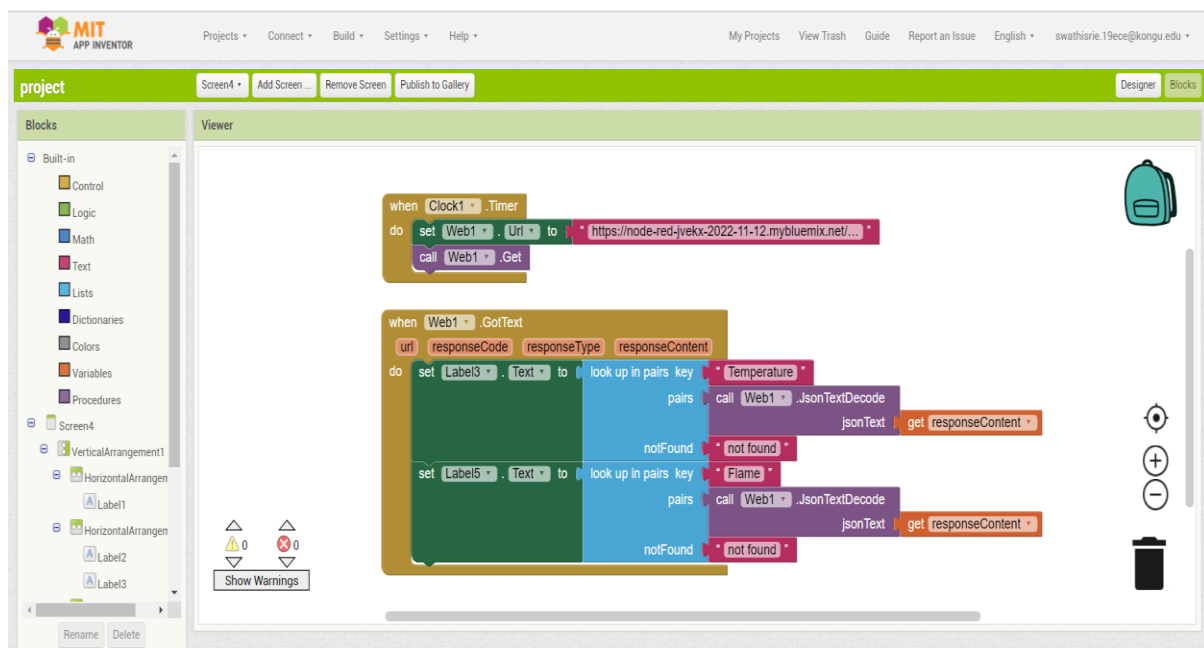 MIT
APP INVENTOR
Projects Connect Build Settings Help My Projects View Trash Guide Report an Issue English swathisrie.19ece@kongu.edu
project Screen4 Add Screen ... Remove Screen Publish to Gallery Designer Blocks
Blocks Viewer
Built-in
Control
Logic
Math
Text
Lists
Dictionaries
Colors
Variables
Procedures
Screen4
VerticalArrangement1
HorizontalArrangem
Label1
HorizontalArrangem
Label2
Label3
Rename Delete
when Clock1 .Timer
do set Web1 . Url to " https://node-red-jvekx-2022-11-12.mybluemix.net/... "
call Web1 .Get
when Web1 .GotText
url responseCode responseType responseContent
do set Label3 . Text to look up in pairs key " Temperature "
pairs call Web1 .JsonTextDecode
jsonText get responseContent
notFound " not found "
set Label5 . Text to look up in pairs key " Flame "
pairs call Web1 .JsonTextDecode
jsonText get responseContent
notFound " not found "
0 0
Show Warnings